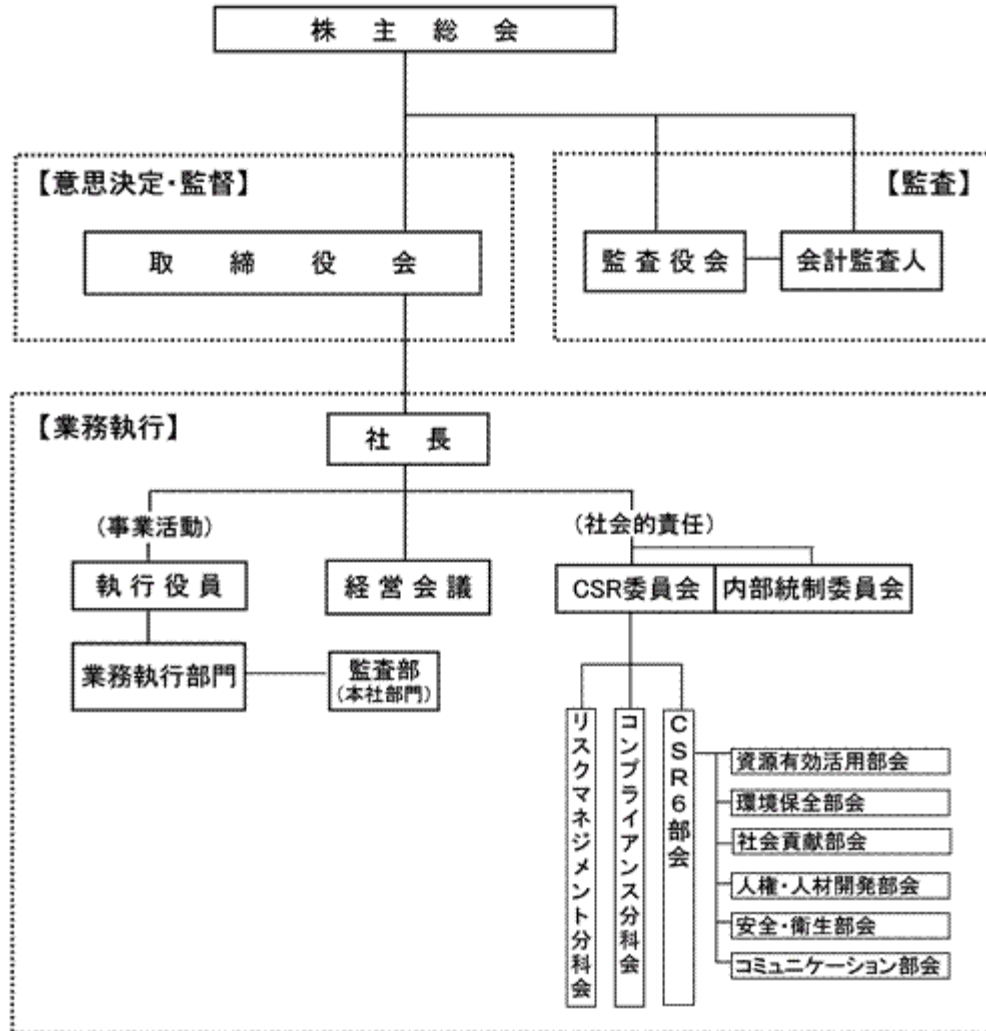 株主総会
【意思決定・監督】
【監査】
取締役会
監査役会
会計監査人
【業務執行】
社長
(事業活動)
(社会的責任)
執行役員
経営会議
CSR委員会
内部統制委員会
業務執行部門
監査部
(本社部門)
リスクマネジメント分科会
コンプライアンス分科会
CSR6部会
資源有効活用部会
環境保全部会
社会貢献部会
人権・人材開発部会
安全・衛生部会
コミュニケーション部会